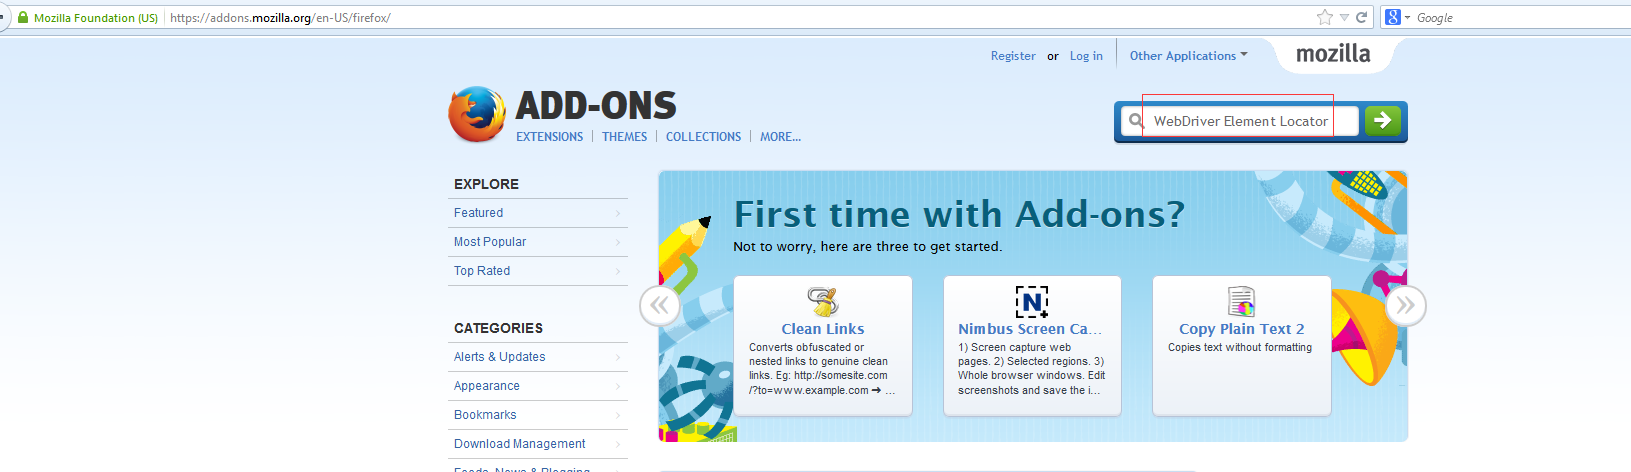 Mozilla Foundation (US) https://addons.mozilla.org/en-US/firefox/ Google
Register or Log in Other Applications mozilla
ADD-ONS
EXTENSIONS THEMES COLLECTIONS MORE...
WebDriver Element Locator
EXPLORE
Featured
Most Popular
Top Rated
CATEGORIES
Alerts & Updates
Appearance
Bookmarks
Download Management
Feeds, News & Blogging
First time with Add-ons?
Not to worry, here are three to get started.
Clean Links
Converts obfuscated or
nested links to genuine clean
links. Eg: http://somesite.com
/?to=www.example.com ➔ ...
N
Nimbus Screen Ca...
1) Screen capture web
pages. 2) Selected regions. 3)
Whole browser windows. Edit
screenshots and save the i...
Copy Plain Text 2
Copies text without formatting